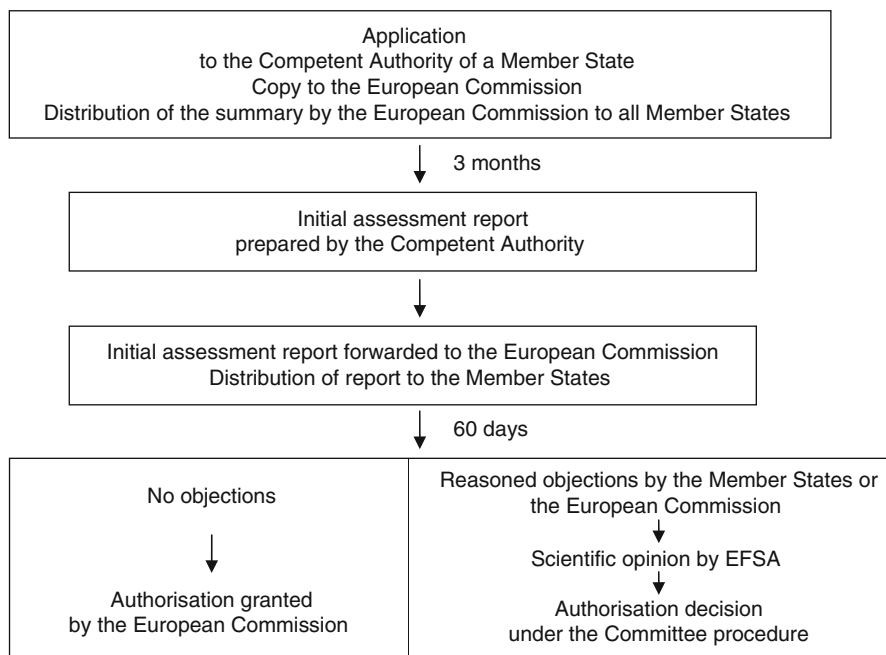 Application
to the Competent Authority of a Member State
Copy to the European Commission
Distribution of the summary by the European Commission to all Member States
3 months
Initial assessment report
prepared by the Competent Authority
Initial assessment report forwarded to the European Commission
Distribution of report to the Member States
60 days
No objections
Authorisation granted
by the European Commission
Reasoned objections by the Member States or
the European Commission
Scientific opinion by EFSA
Authorisation decision
under the Committee procedure